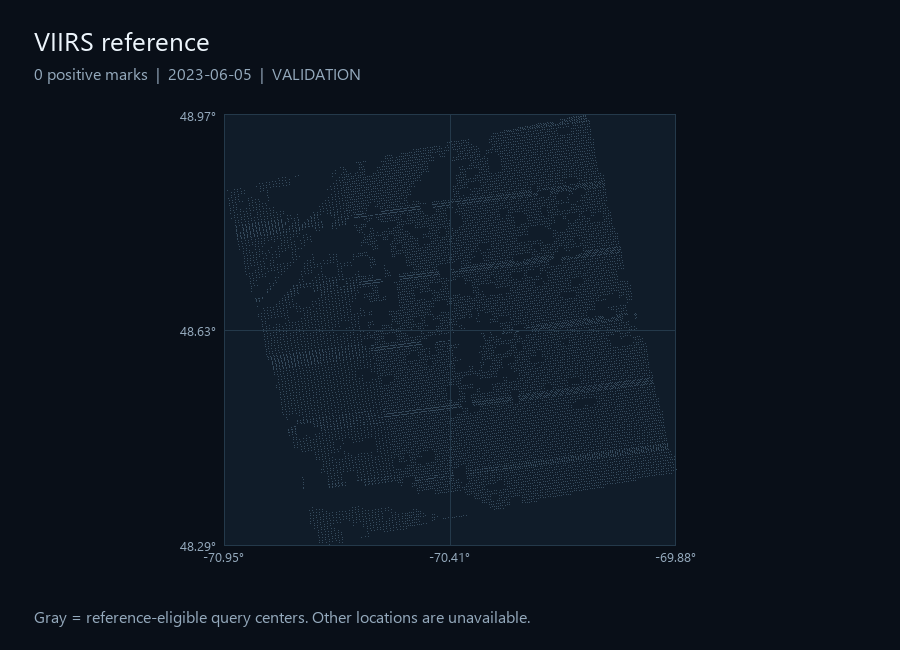 VIIRS reference
0 positive marks | 2023-06-05 | VALIDATION
48.97°
48.63°
48.29°
-70.95°
-70.41°
-69.88°
Gray = reference-eligible query centers. Other locations are unavailable.